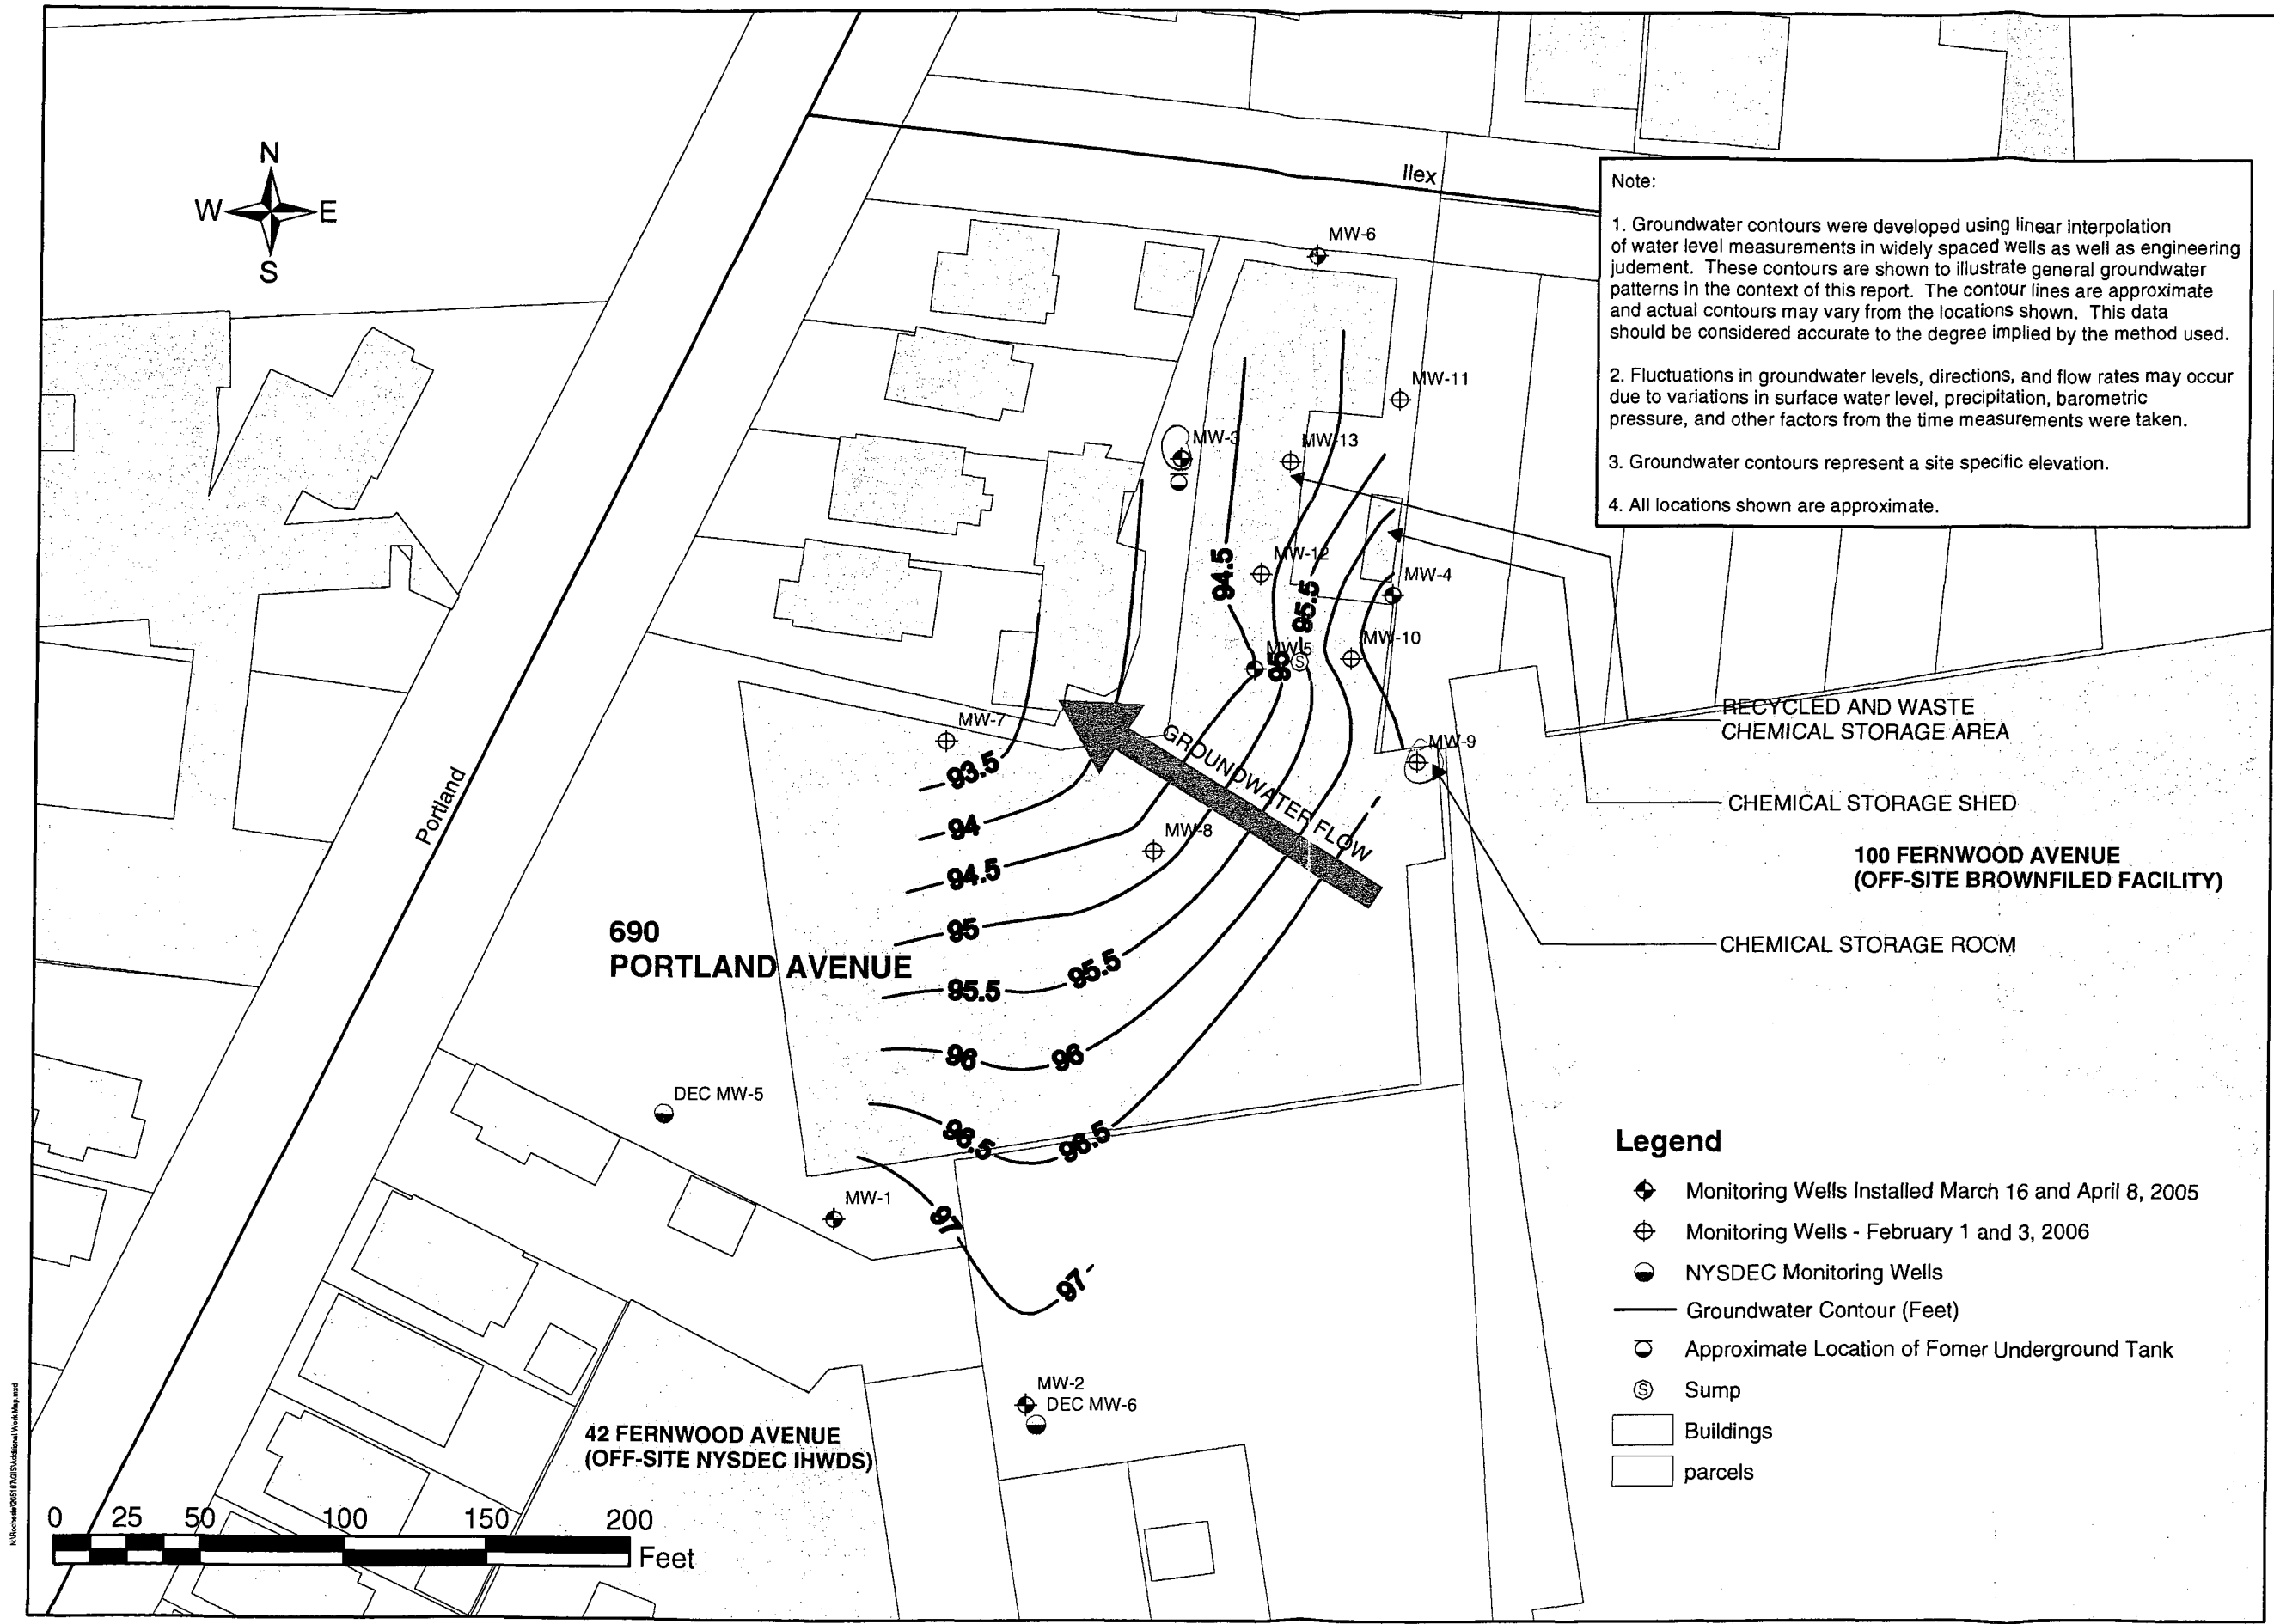 N
W E
S
Ilex
Portland
Note:
1. Groundwater contours were developed using linear interpolation
of water level measurements in widely spaced wells as well as engineering
judement. These contours are shown to illustrate general groundwater
patterns in the context of this report. The contour lines are approximate
and actual contours may vary from the locations shown. This data
should be considered accurate to the degree implied by the method used.
2. Fluctuations in groundwater levels, directions, and flow rates may occur
due to variations in surface water level, precipitation, barometric
pressure, and other factors from the time measurements were taken.
3. Groundwater contours represent a site specific elevation.
4. All locations shown are approximate.
MW-6
MW-11
MW-3
MW-13
MW-12
94.5
95.5
MW-4
MW-10
MW-5
95
S
MW-7
MW-9
93.5
GROUNDWATER FLOW
94
MW-8
94.5
95
95.5
95.5
96
96
96.5
96.5
97
97
RECYCLED AND WASTE
CHEMICAL STORAGE AREA
CHEMICAL STORAGE SHED
100 FERNWOOD AVENUE
(OFF-SITE BROWNFILED FACILITY)
CHEMICAL STORAGE ROOM
690
PORTLAND AVENUE
DEC MW-5
MW-1
MW-2
DEC MW-6
42 FERNWOOD AVENUE
(OFF-SITE NYSDEC IHWDS)
Legend
Monitoring Wells Installed March 16 and April 8, 2005
Monitoring Wells - February 1 and 3, 2006
NYSDEC Monitoring Wells
Groundwater Contour (Feet)
Approximate Location of Fomer Underground Tank
S Sump
Buildings
parcels
0 25 50 100 150 200
Feet